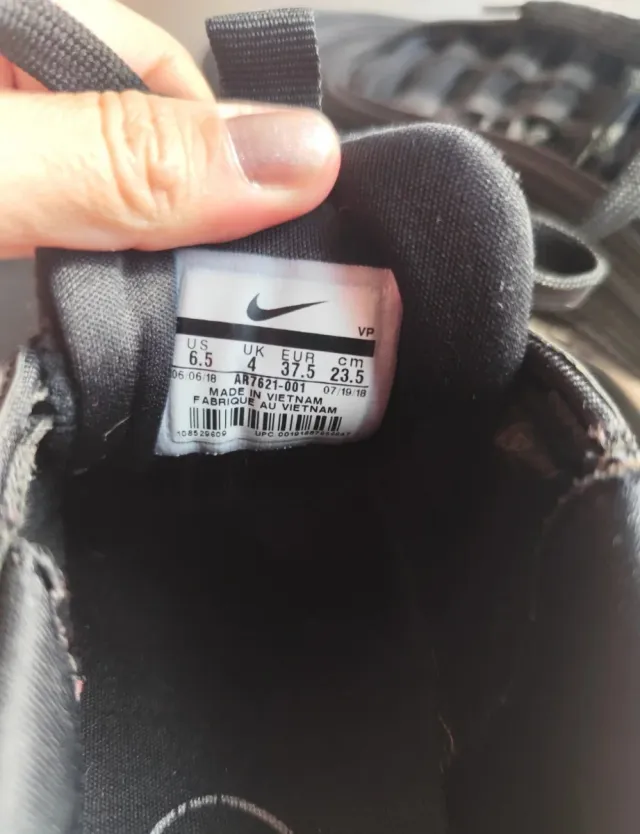 VP
US UK EUR cm
6.5 4 37.5 23.5
06/06/18 AR7621-001 07/19/18
MADE IN VIETNAM
FABRIQUE AU VIETNAM
UPC